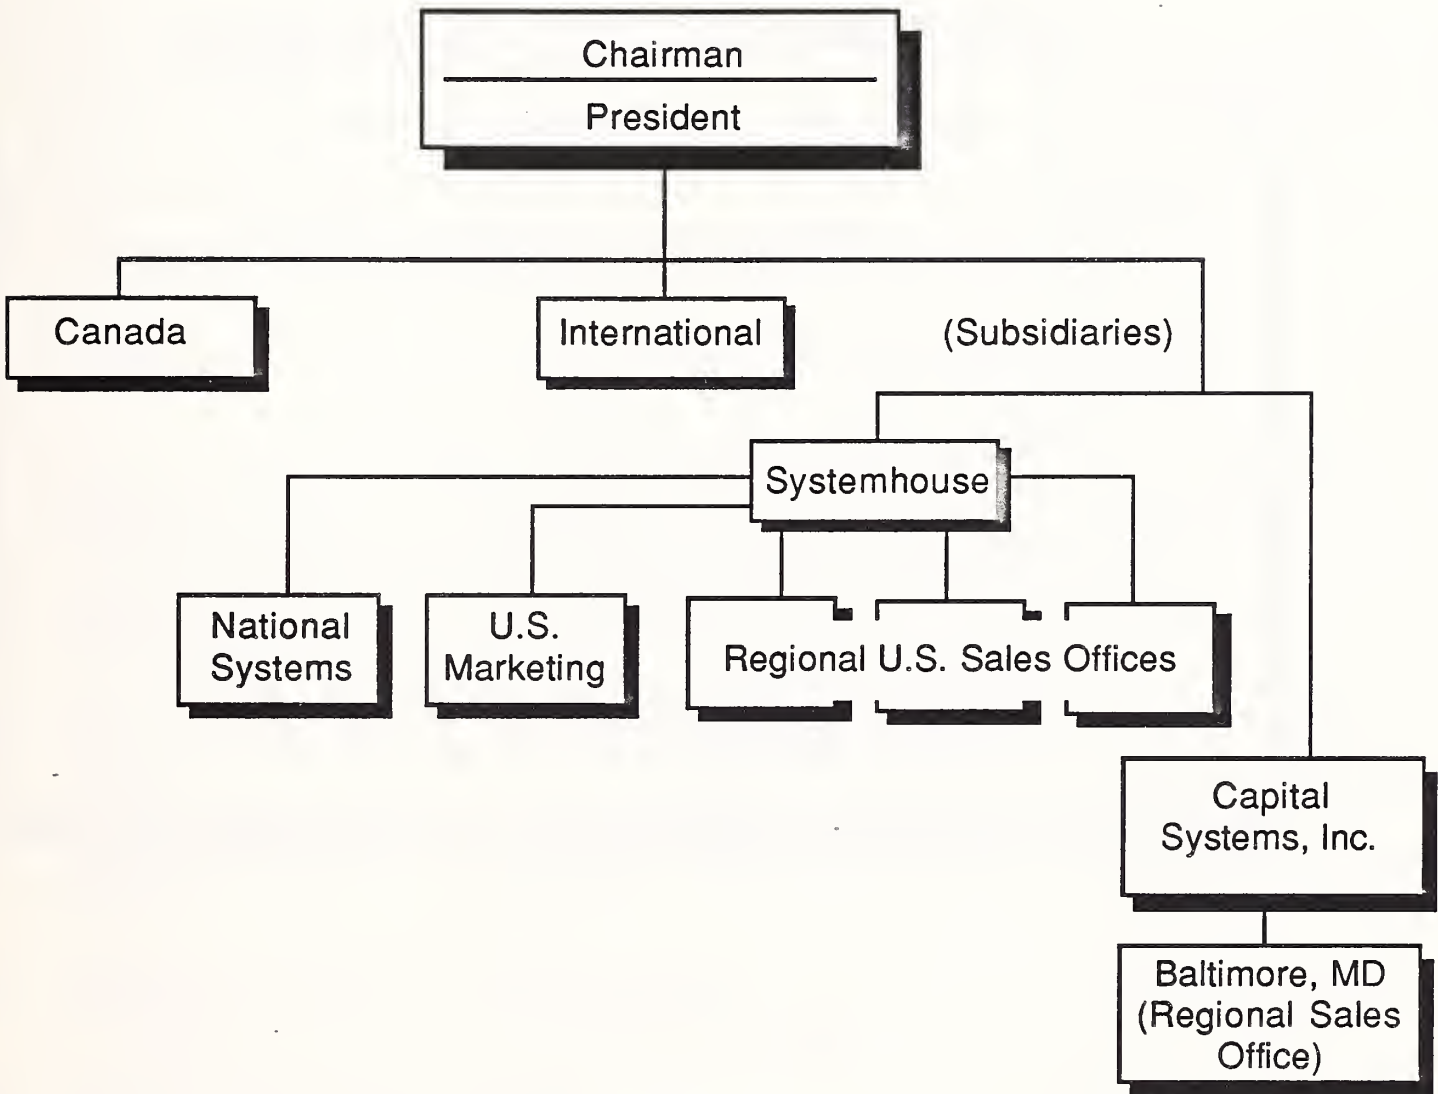 Chairman
President
Canada
International
(Subsidiaries)
Systemhouse
National
Systems
U.S.
Marketing
Regional U.S. Sales Offices
Capital
Systems, Inc.
Baltimore, MD
(Regional Sales
Office)